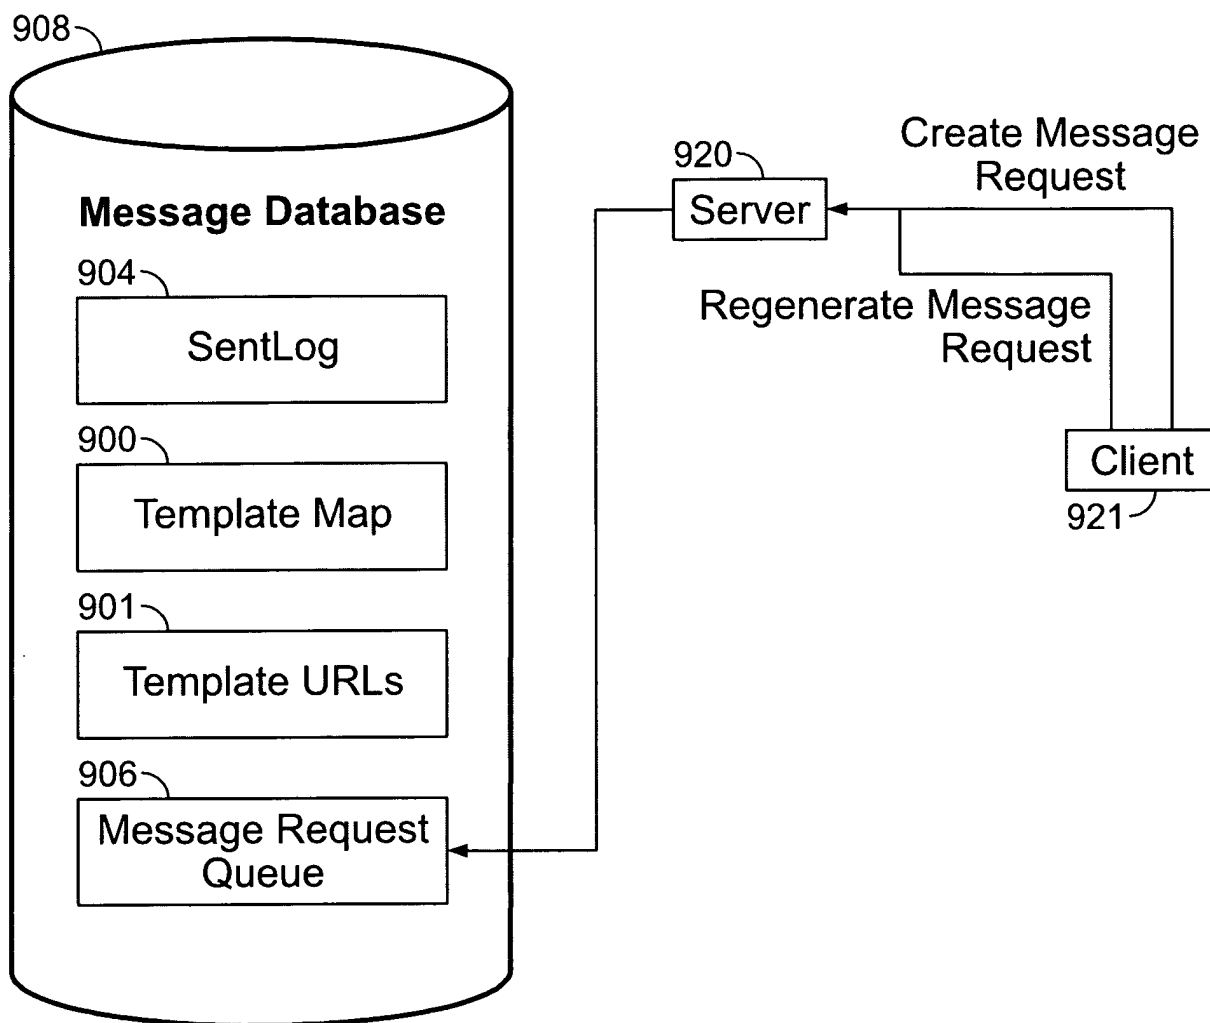 908
Message Database
904
SentLog
900
Template Map
901
Template URLs
906
Message Request
Queue
920
Server
Create Message
Request
Regenerate Message
Request
Client
921